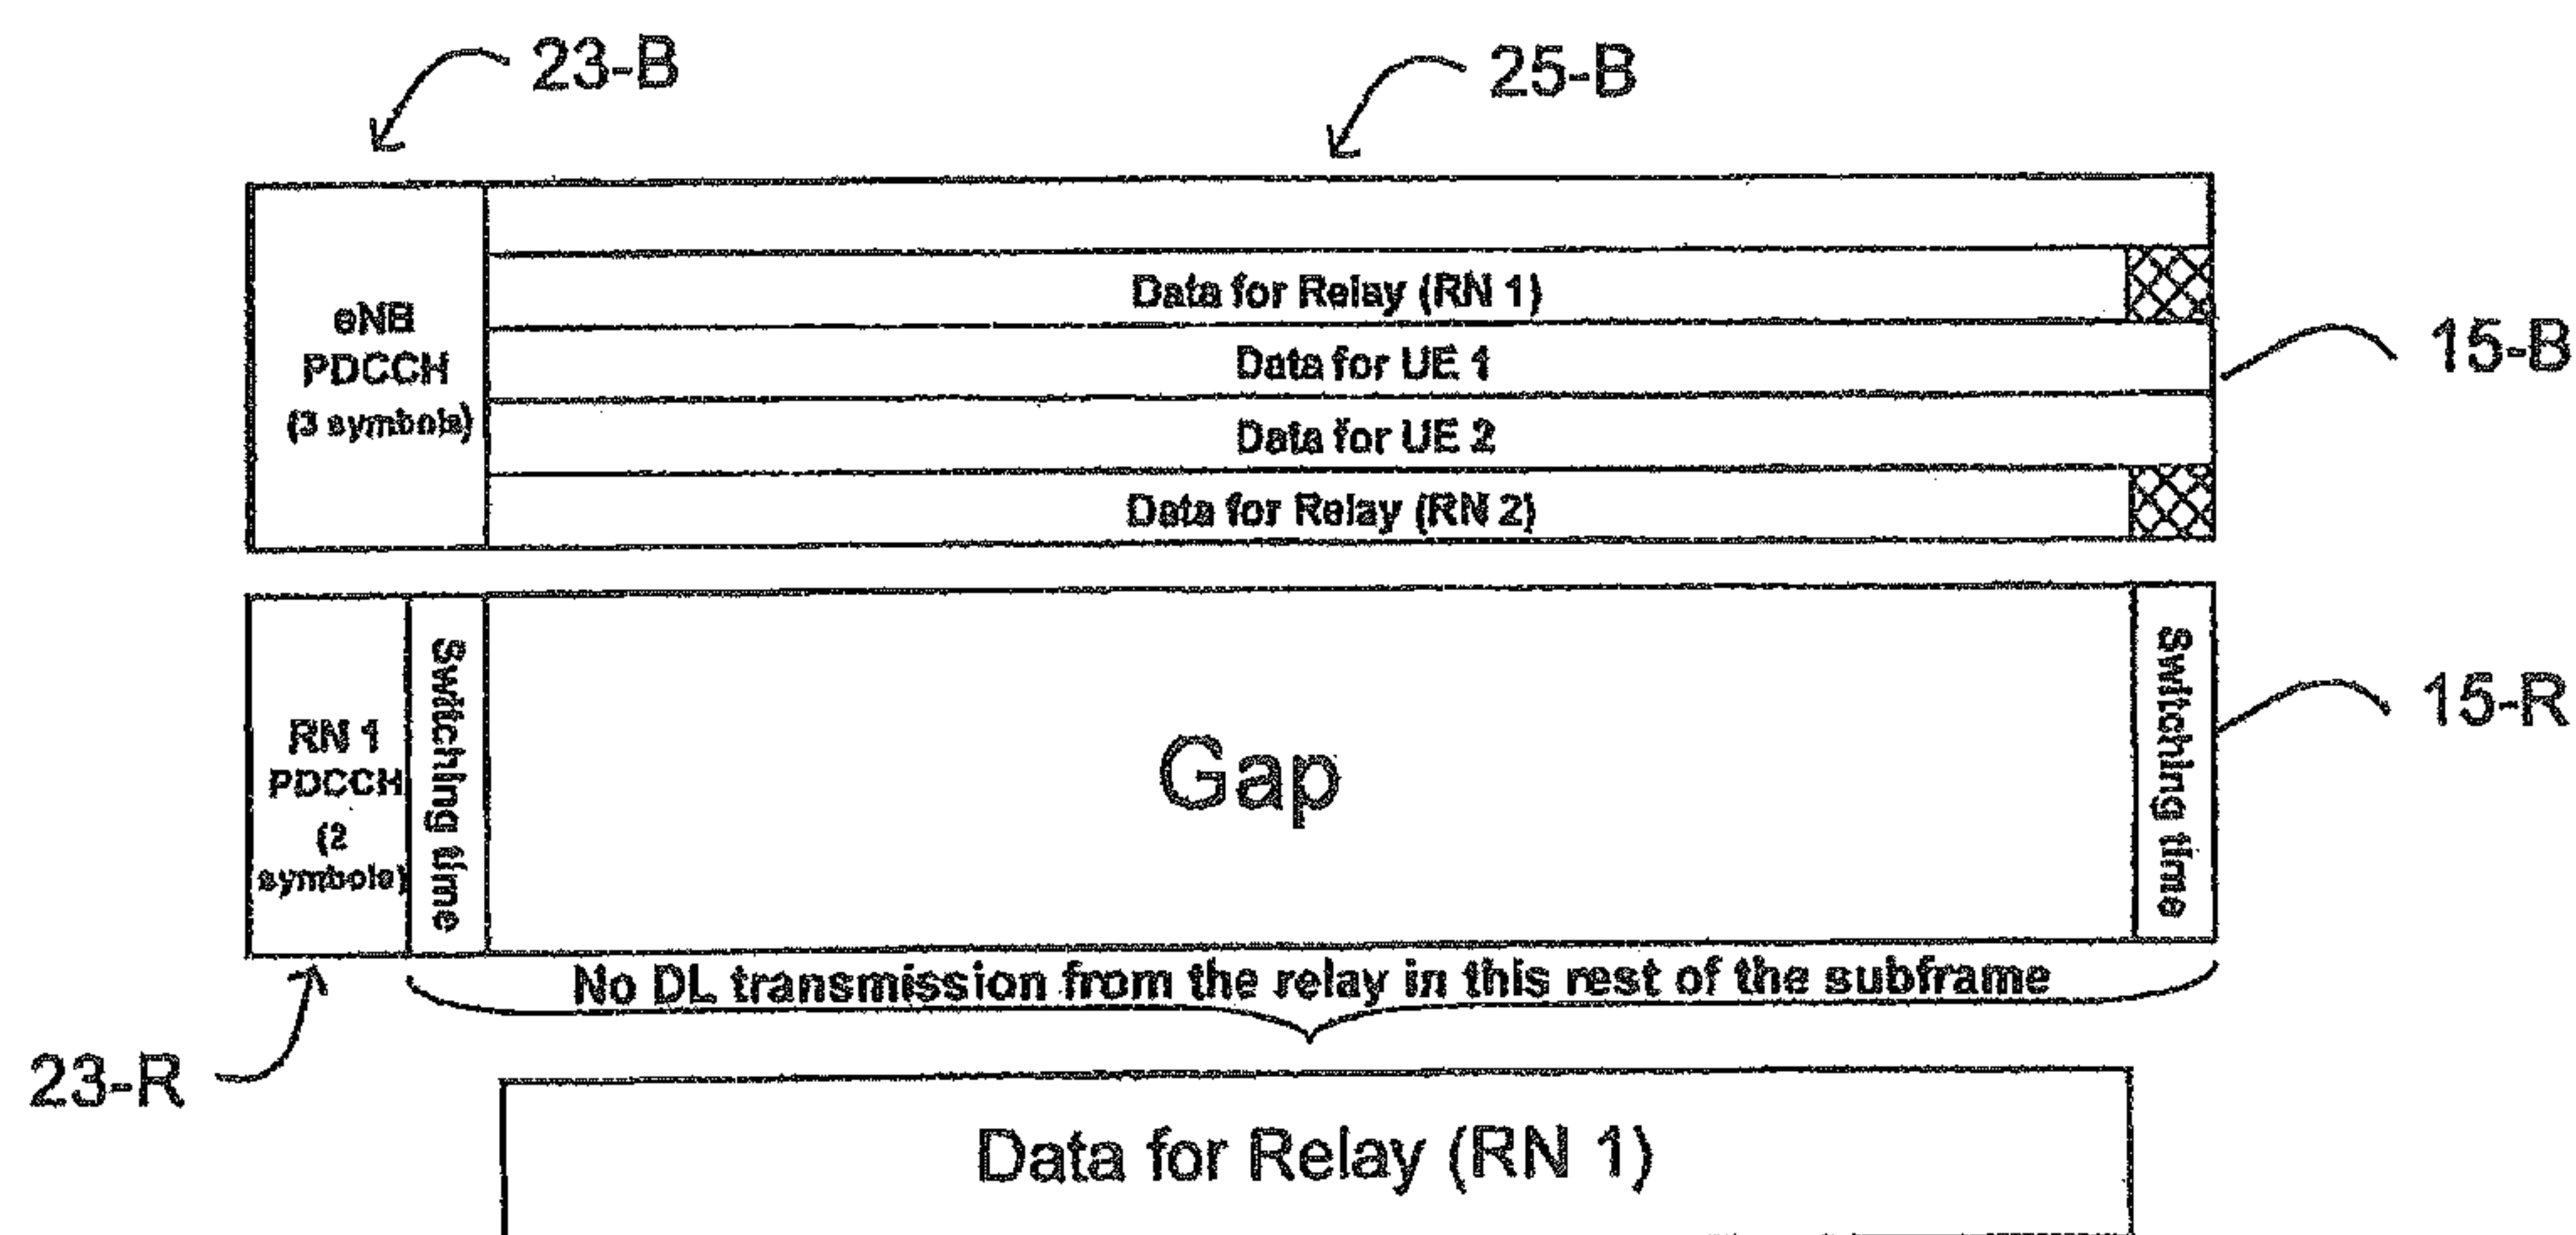 23-B
25-B
eNB
PDCCH
(3 symbols)
Data for Relay (RN 1)
Data for UE 1
Data for UE 2
Data for Relay (RN 2)
15-B
RN 1
PDCCH
(2
symbols)
Switching time
Gap
Switching time
15-R
No DL transmission from the relay in this rest of the subframe
23-R
Data for Relay (RN 1)